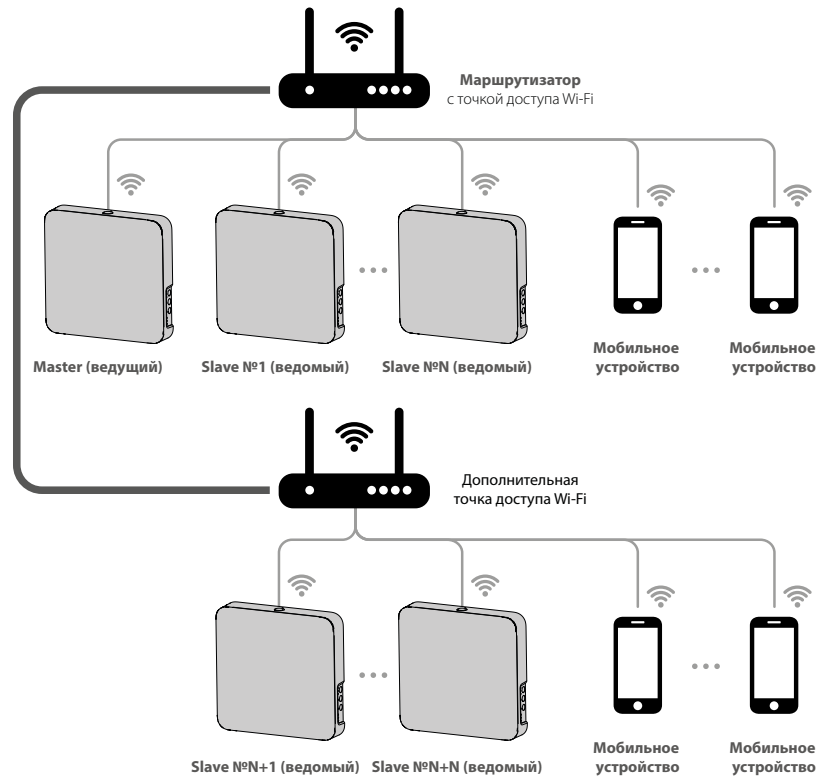 Маршрутизатор
с точкой доступа Wi-Fi
Master (ведущий)
Slave №1 (ведомый)
Slave №N (ведомый)
Мобильное
устройство
Мобильное
устройство
Дополнительная
точка доступа Wi-Fi
Slave №N+1 (ведомый)
Slave №N+N (ведомый)
Мобильное
устройство
Мобильное
устройство